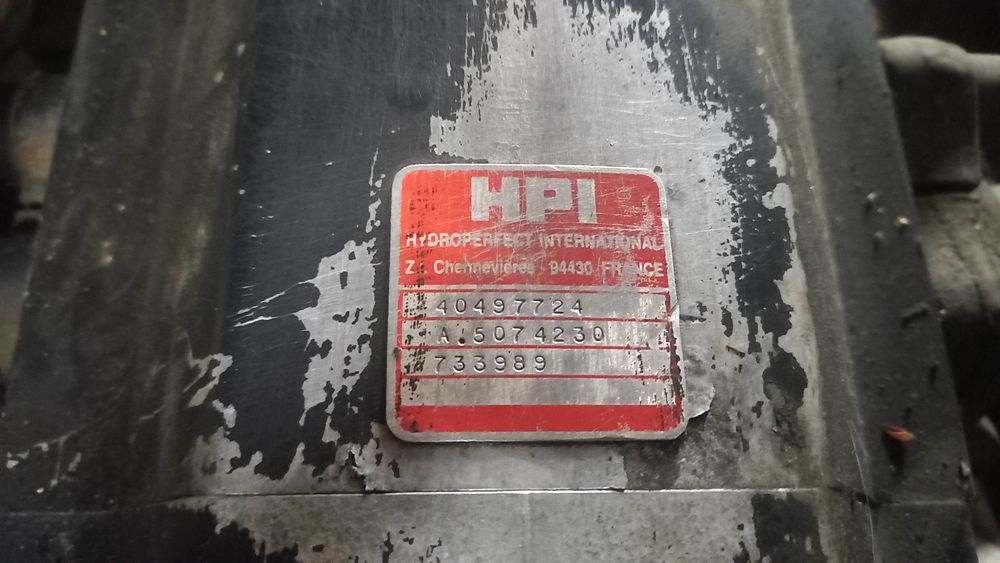 HPI
HYDROPERFECT INTERNATIONAL
Z.I. Chennevières 94430 FRANCE
40497724
A.5074230
733989